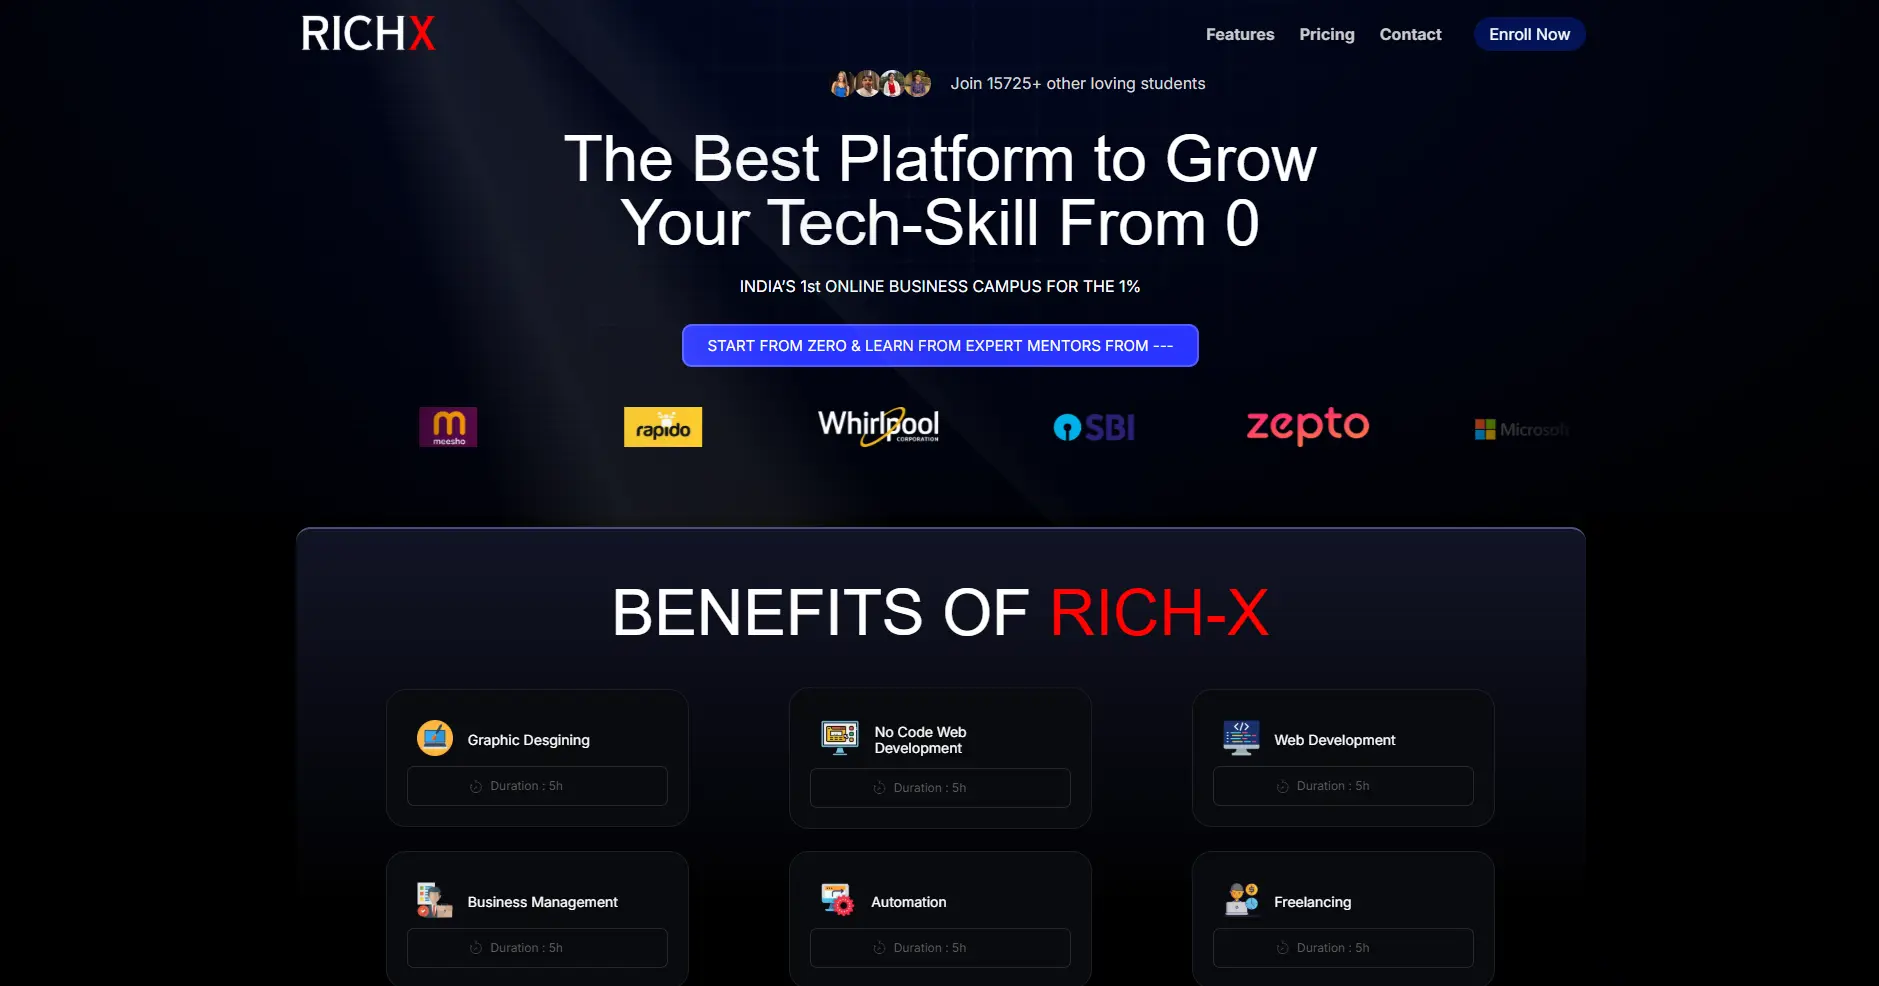 RICHX
Features Pricing Contact Enroll Now
Join 15725+ other loving students
The Best Platform to Grow
Your Tech-Skill From 0
INDIA’S 1st ONLINE BUSINESS CAMPUS FOR THE 1%
START FROM ZERO & LEARN FROM EXPERT MENTORS FROM ---
meesho
rapido
Whirlpool
CORPORATION
SBI
zepto
Microsoft
BENEFITS OF RICH-X
Graphic Desgining
Duration : 5h
No Code Web
Development
Duration : 5h
Web Development
Duration : 5h
Business Management
Duration : 5h
Automation
Duration : 5h
Freelancing
Duration : 5h